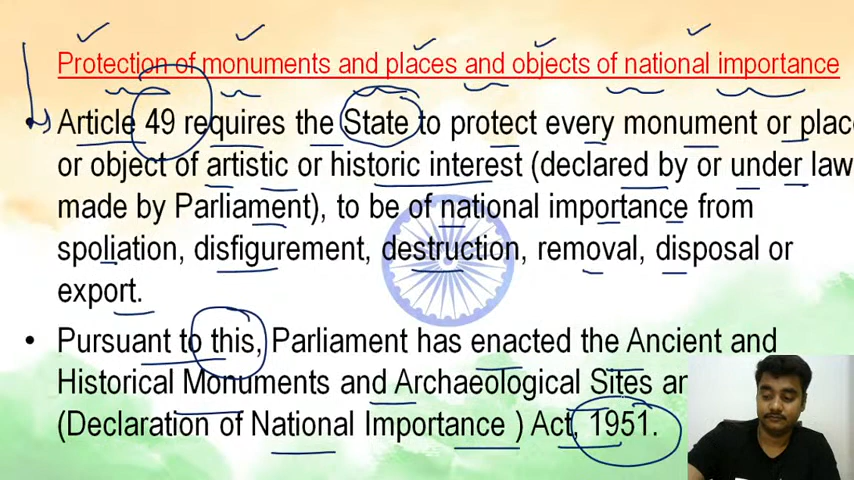 Protection of monuments and places and objects of national importance
• Article 49 requires the State to protect every monument or place
or object of artistic or historic interest (declared by or under law
made by Parliament), to be of national importance from
spoliation, disfigurement, destruction, removal, disposal or
export.
• Pursuant to this, Parliament has enacted the Ancient and
Historical Monuments and Archaeological Sites
(Declaration of National Importance ) Act, 1951.